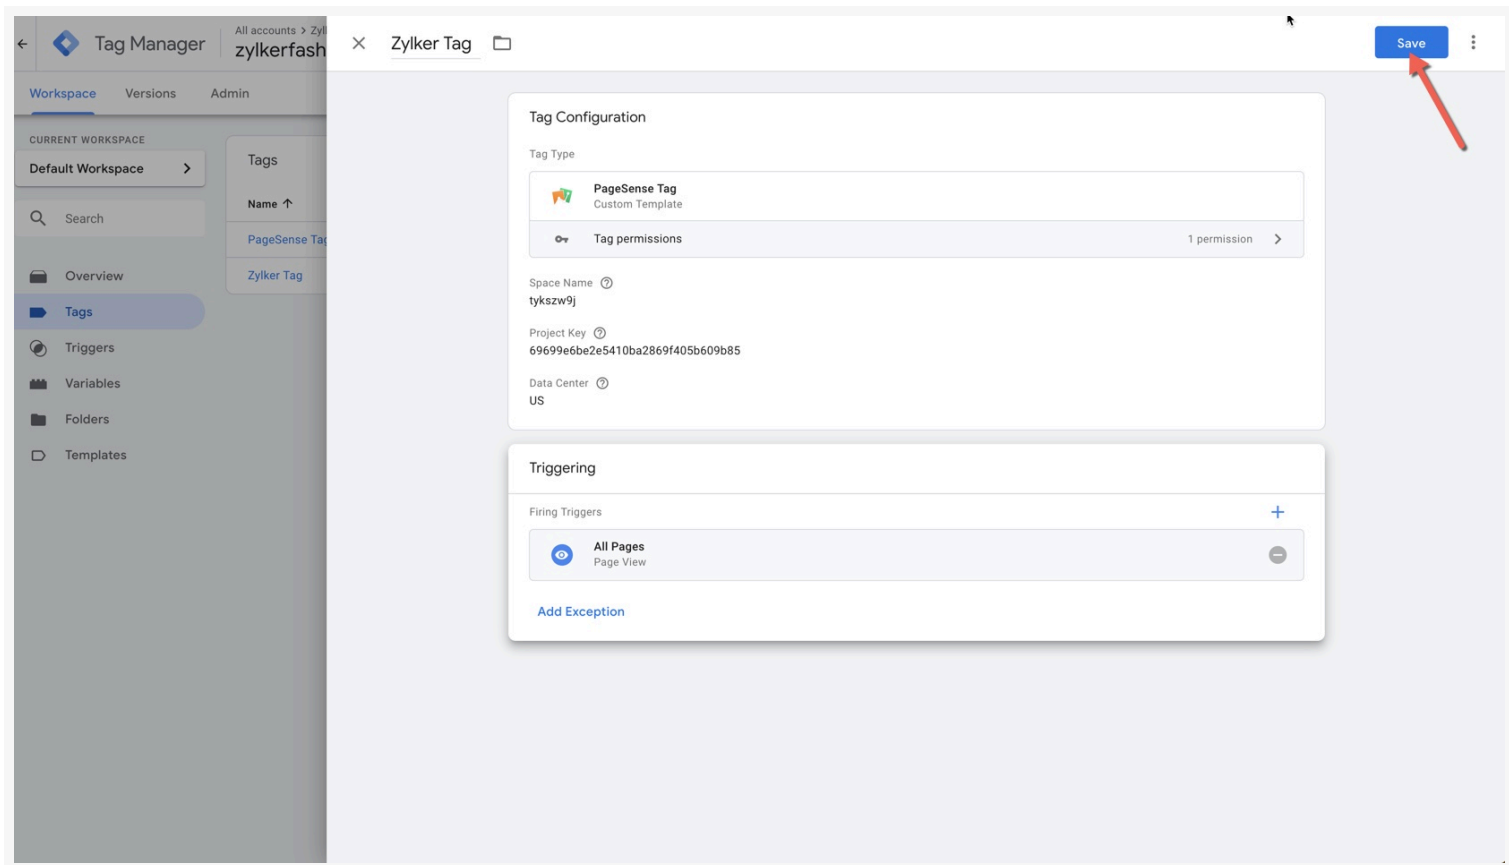 Tag Manager
All accounts > Zyl
zylkerfash
Zylker Tag
Save
Workspace Versions Admin
CURRENT WORKSPACE
Default Workspace
Search
Overview
Tags
Triggers
Variables
Folders
Templates
Tags
Name
PageSense Tag
Zylker Tag
Tag Configuration
Tag Type
PageSense Tag
Custom Template
Tag permissions 1 permission
Space Name
tykszw9j
Project Key
69699e6be2e5410ba2869f405b609b85
Data Center
US
Triggering
Firing Triggers
All Pages
Page View
Add Exception